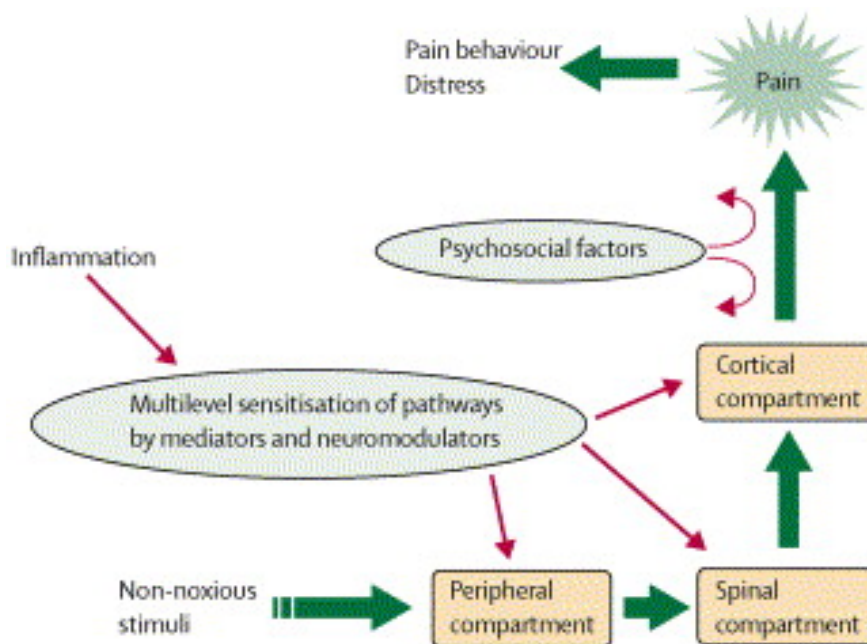 Pain behaviour
Distress
Pain
Psychosocial factors
Inflammation
Multilevel sensitisation of pathways
by mediators and neuromodulators
Cortical
compartment
Non-noxious
stimuli
Peripheral
compartment
Spinal
compartment